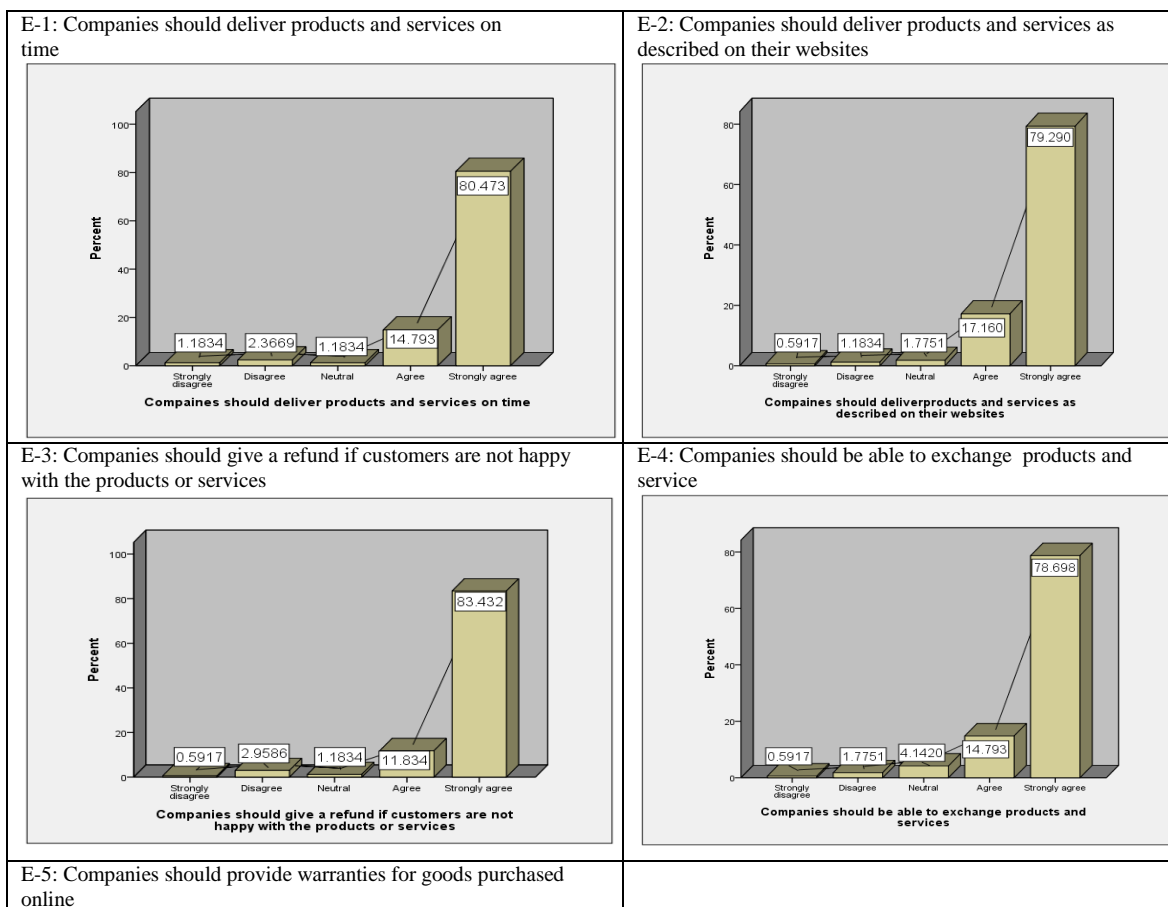 E-1: Companies should deliver products and services on
time
100
80
60
40
20
0
Percent
1.1834
2.3669
1.1834
14.793
80.473
Strongly
disagree
Disagree
Neutral
Agree
Strongly agree
Compaines should deliver products and services on time
E-2: Companies should deliver products and services as
described on their websites
80
60
40
20
0
Percent
0.5917
1.1834
1.7751
17.160
79.290
Strongly
disagree
Disagree
Neutral
Agree
Strongly agree
Compaines should deliverproducts and services as
described on their websites
E-3: Companies should give a refund if customers are not happy
with the products or services
100
80
60
40
20
0
Percent
0.5917
2.9586
1.1834
11.834
83.432
Strongly
disagree
Disagree
Neutral
Agree
Strongly agree
Companies should give a refund if customers are not
happy with the products or services
E-4: Companies should be able to exchange products and
service
80
60
40
20
0
Percent
0.5917
1.7751
4.1420
14.793
78.698
Strongly
disagree
Disagree
Neutral
Agree
Strongly agree
Companies should be able to exchange products and
services
E-5: Companies should provide warranties for goods purchased
online